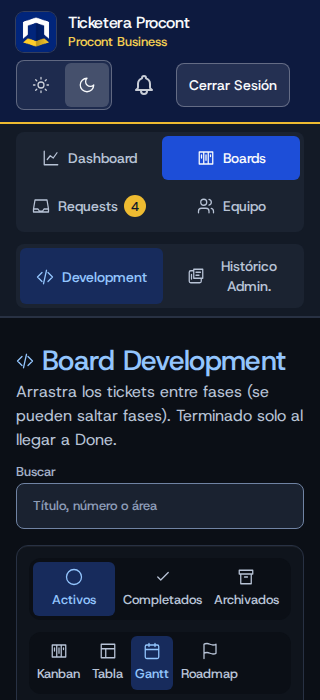 Ticketera Procont
Procont Business
Cerrar Sesión
Dashboard
Boards
Requests 4
Equipo
Development
Histórico
Admin.
Board Development
Arrastra los tickets entre fases (se
pueden saltar fases). Terminado solo al
llegar a Done.
Buscar
Título, número o área
Activos
Completados
Archivados
Kanban
Tabla
Gantt
Roadmap